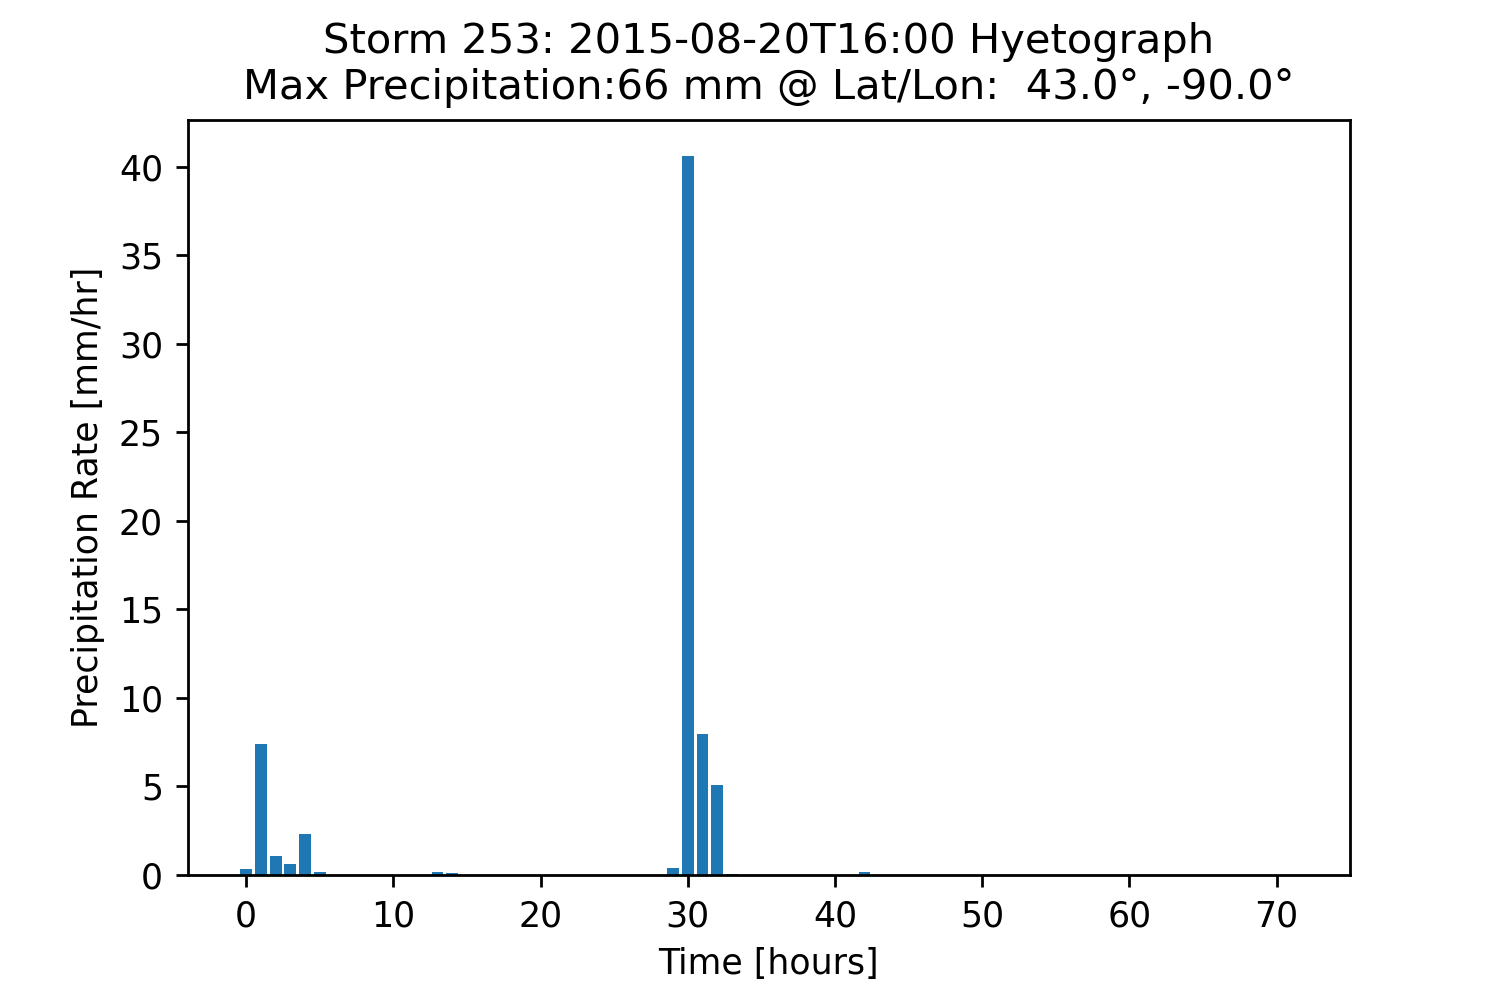 Storm 253: 2015-08-20T16:00 Hyetograph
Max Precipitation:66 mm @ Lat/Lon:  43.0°, -90.0°
40
35
30
25
20
15
10
5
0
Precipitation Rate [mm/hr]
0 10 20 30 40 50 60 70
Time [hours]